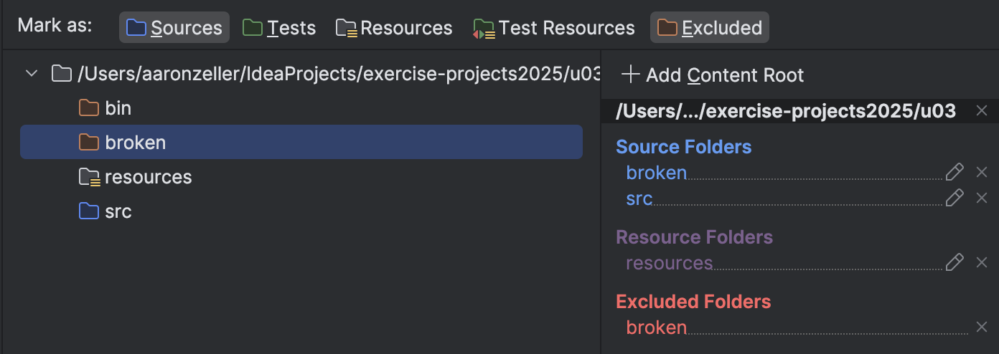 Mark as: Sources Tests Resources Test Resources Excluded
/Users/aaronzeller/IdeaProjects/exercise-projects2025/u03
bin
broken
resources
src
Add Content Root
/Users/.../exercise-projects2025/u03
Source Folders
broken
src
Resource Folders
resources
Excluded Folders
broken